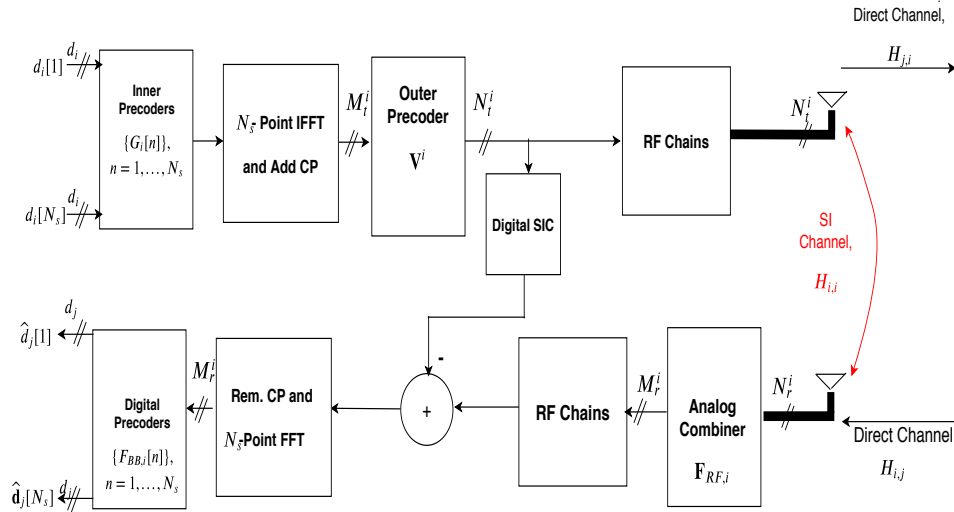 Direct Channel,
H_{j,i}
d_i
d_i[1]
Inner
Precoders
{G_i[n]},
n = 1,…,N_s
d_i
d_i[N_s]
N_s- Point IFFT
and Add CP
M_t^i
Outer
Precoder
V^i
N_t^i
RF Chains
N_t^i
Digital SIC
SI
Channel,
H_{i,i}
d_j
d̂_j[1]
Digital
Precoders
{F_{BB,i}[n]},
n = 1,…,N_s
d̂_j[N_s]
M_r^i
Rem. CP and
N_s-Point FFT
-
+
RF Chains
M_r^i
Analog
Combiner
F_{RF,i}
N_r^i
Direct Channel
H_{i,j}